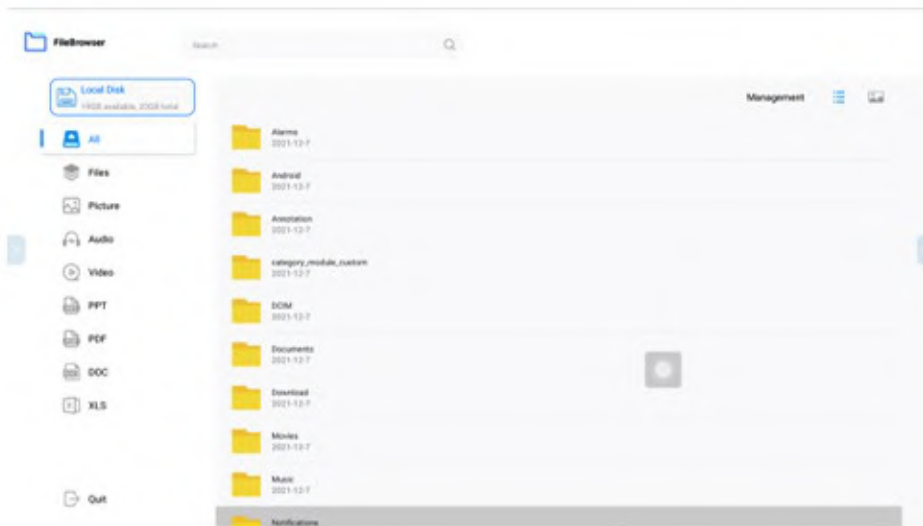 FileBrowser
Search
Local Disk
All
Files
Picture
Audio
Video
PPT
PDF
DOC
XLS
Quit
Management
Alarms
2021-12-7
Android
2021-12-7
Annotation
2021-12-7
category_module_custom
2021-12-7
DCIM
2021-12-7
Documents
2021-12-7
Download
2021-12-7
Movies
2021-12-7
Music
2021-12-7
Notifications